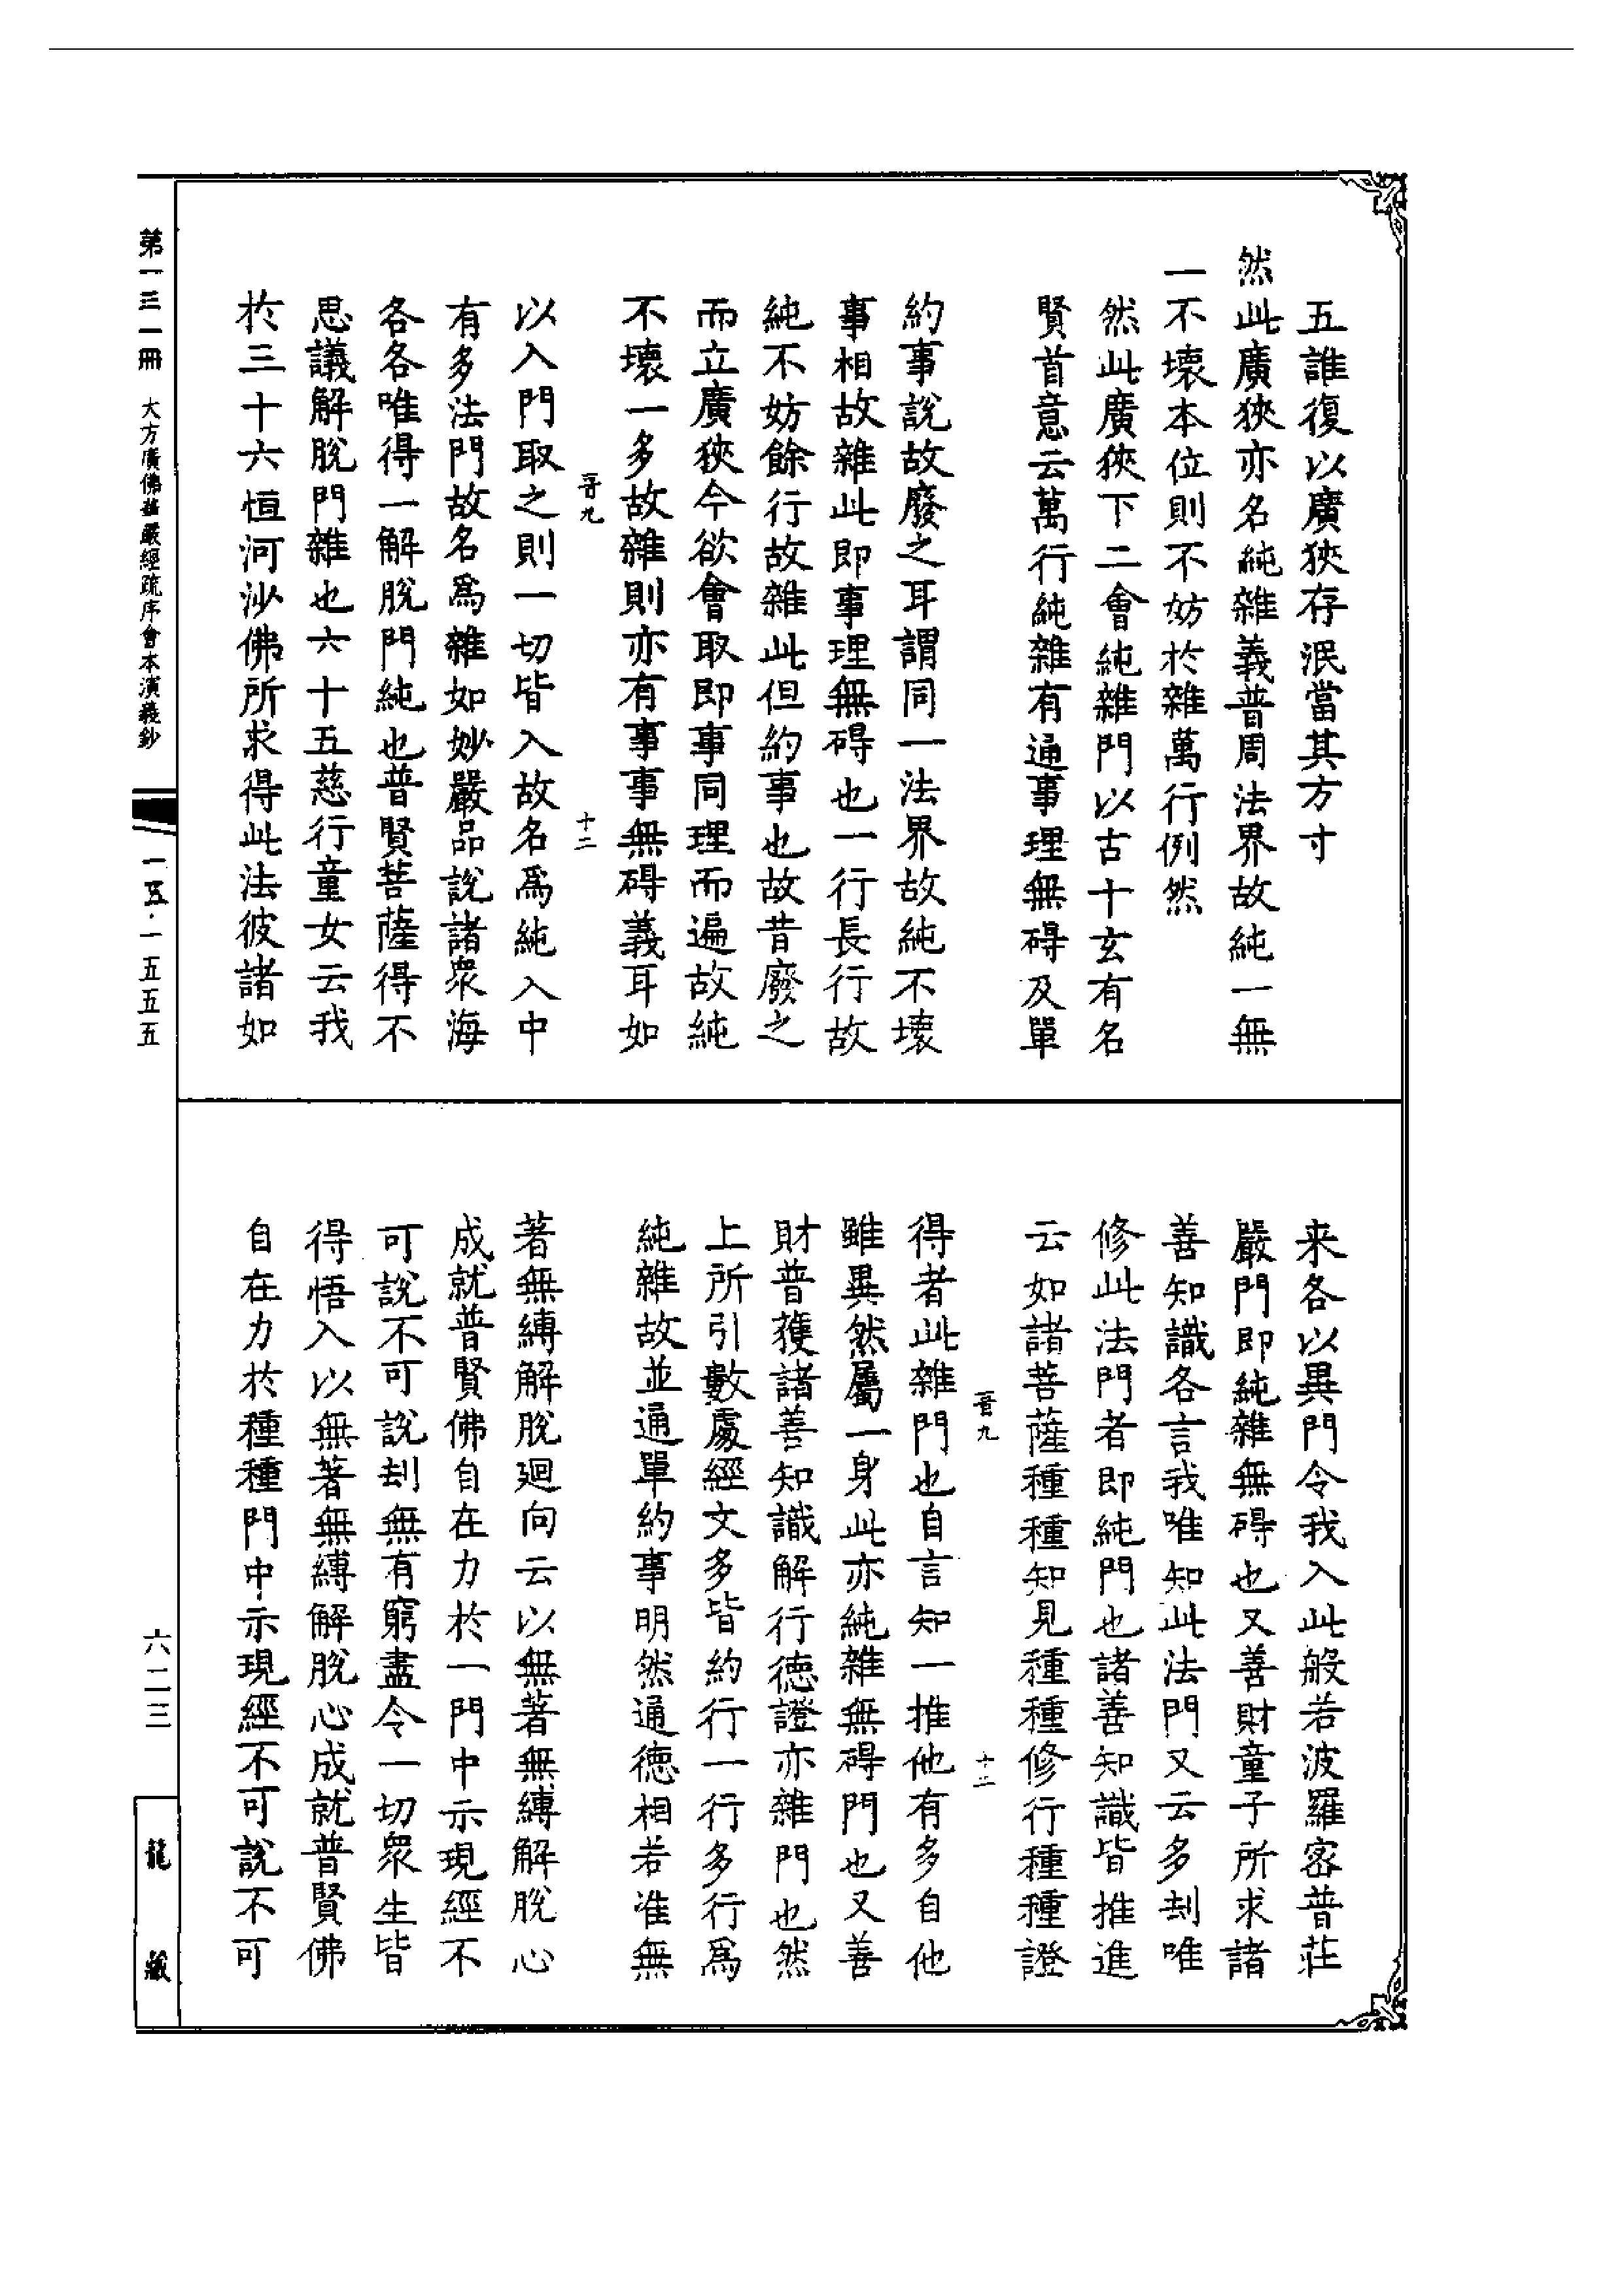 五誰復以廣狹存泯當其方寸
然此廣狹亦名純雜義普周法界故純一無
一不壞本位則不妨於雜萬行例然
然此廣狹下二會純雜門以古十玄有名
賢首意云萬行純雜有通事理無碍及單
約事說故廢之耳謂同一法界故純不壞
事相故雜此即事理無碍也一行長行故
純不妨餘行故雜此但約事也故昔廢之
而立廣狹今欲會取即事同理而遍故純
不壞一多故雜則亦有事事無碍義耳如
晉九
十二
以入門取之則一切皆入故名爲純入中
有多法門故名爲雜如妙嚴品說諸衆海
各各唯得一解脫門純也普賢菩薩得不
思議解脫門雜也六十五慈行童女云我
於三十六恒河沙佛所求得此法彼諸如
来各以異門令我入此般若波羅密普莊
嚴門即純雜無碍也又善財童子所求諸
善知識各言我唯知此法門又云多刦唯
修此法門者即純門也諸善知識皆推進
云如諸菩薩種種知見種種修行種種證
得者此雜門也自言知一推他有多自他
雖異然屬一身此亦純雜無碍門也又善
財普獲諸善知識解行德證亦雜門也然
上所引數處經文多皆約行一行多行爲
純雜故並通單約事明然通德相若准無
晉九
十二
著無縛解脫廻向云以無著無縛解脫心
成就普賢佛自在力於一門中示現經不
可說不可說刦無有窮盡令一切衆生皆
得悟入以無著無縛解脫心成就普賢佛
自在力於種種門中示現經不可說不可
第一三一冊
大方廣佛華嚴經疏序會本演義鈔
一五·一五五五
六二三
龍藏